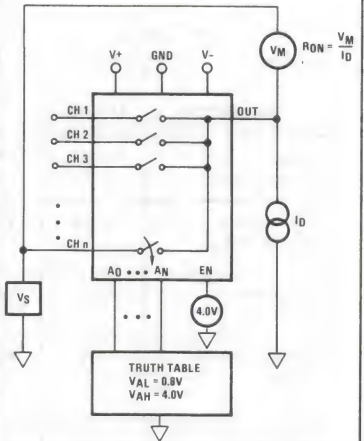 V+ GND V-
VM
RON = VM / ID
OUT
CH 1
CH 2
CH 3
ID
CH n
A0 ••• AN EN
VS
4.0V
TRUTH TABLE
VAL = 0.8V
VAH = 4.0V